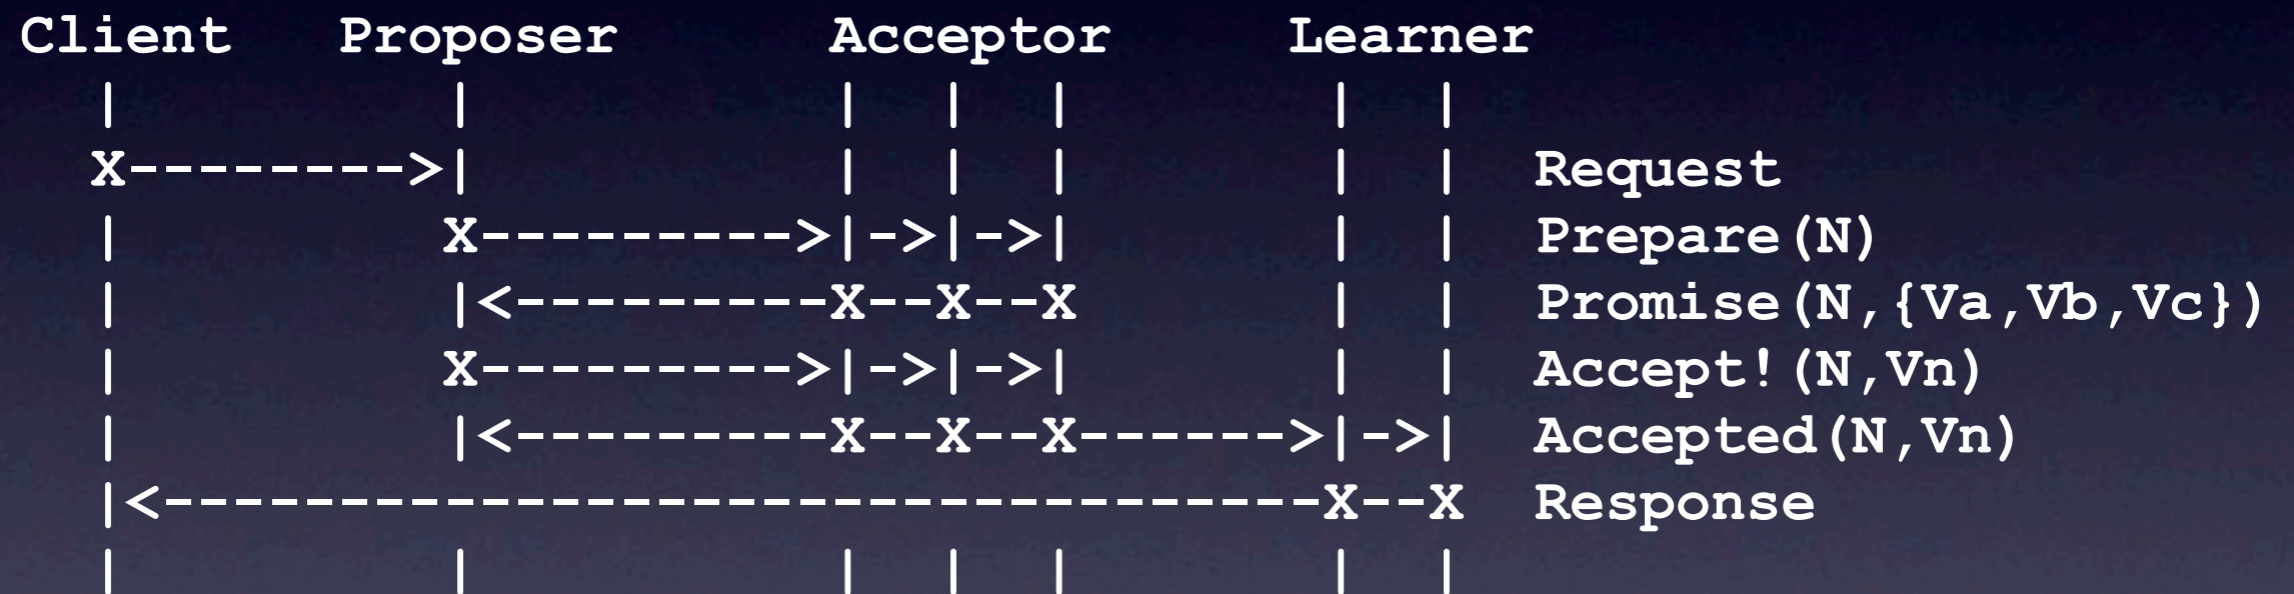 Client   Proposer      Acceptor     Learner
   |         |          |  |  |       |  |
   X-------->|          |  |  |       |  |  Request
   |         X--------->|->|->|       |  |  Prepare(N)
   |         |<---------X--X--X       |  |  Promise(N,{Va,Vb,Vc})
   |         X--------->|->|->|       |  |  Accept!(N,Vn)
   |         |<---------X--X--X------>|->|  Accepted(N,Vn)
   |<---------------------------------X--X  Response
   |         |          |  |  |       |  |